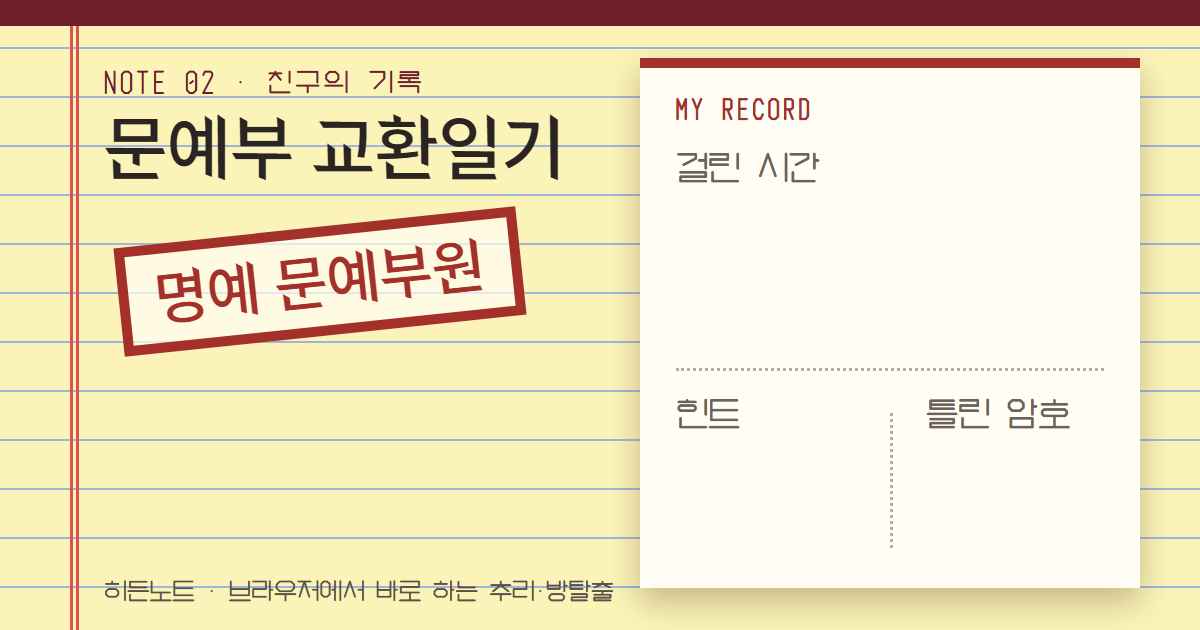 NOTE 02 · 친구의 기록
문예부 교환일기
명예 문예부원
히든노트 · 브라우저에서 바로 하는 추리·방탈출
MY RECORD
걸린 시간
힌트
틀린 암호